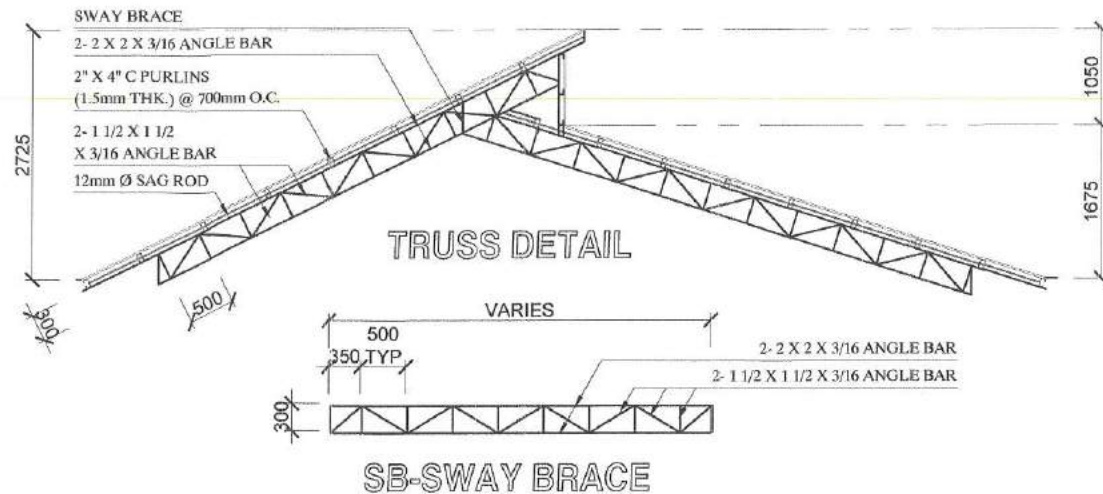 SWAY BRACE
2- 2 X 2 X 3/16 ANGLE BAR
2" X 4" C PURLINS
(1.5mm THK.) @ 700mm O.C.
2- 1 1/2 X 1 1/2
X 3/16 ANGLE BAR
12mm Ø SAG ROD
2725
1050
1675
300
500
TRUSS DETAIL
VARIES
500
350 TYP
300
2- 2 X 2 X 3/16 ANGLE BAR
2- 1 1/2 X 1 1/2 X 3/16 ANGLE BAR
SB-SWAY BRACE